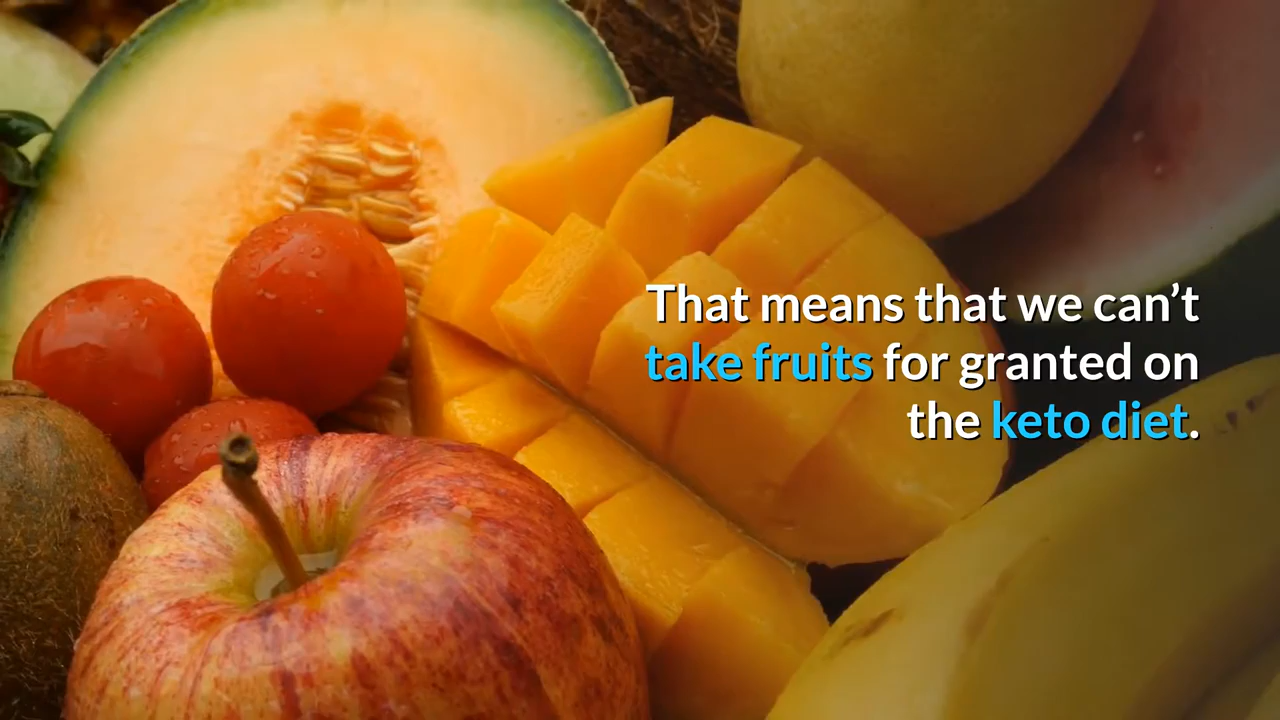 That means that we can’t
take fruits for granted on
the keto diet.